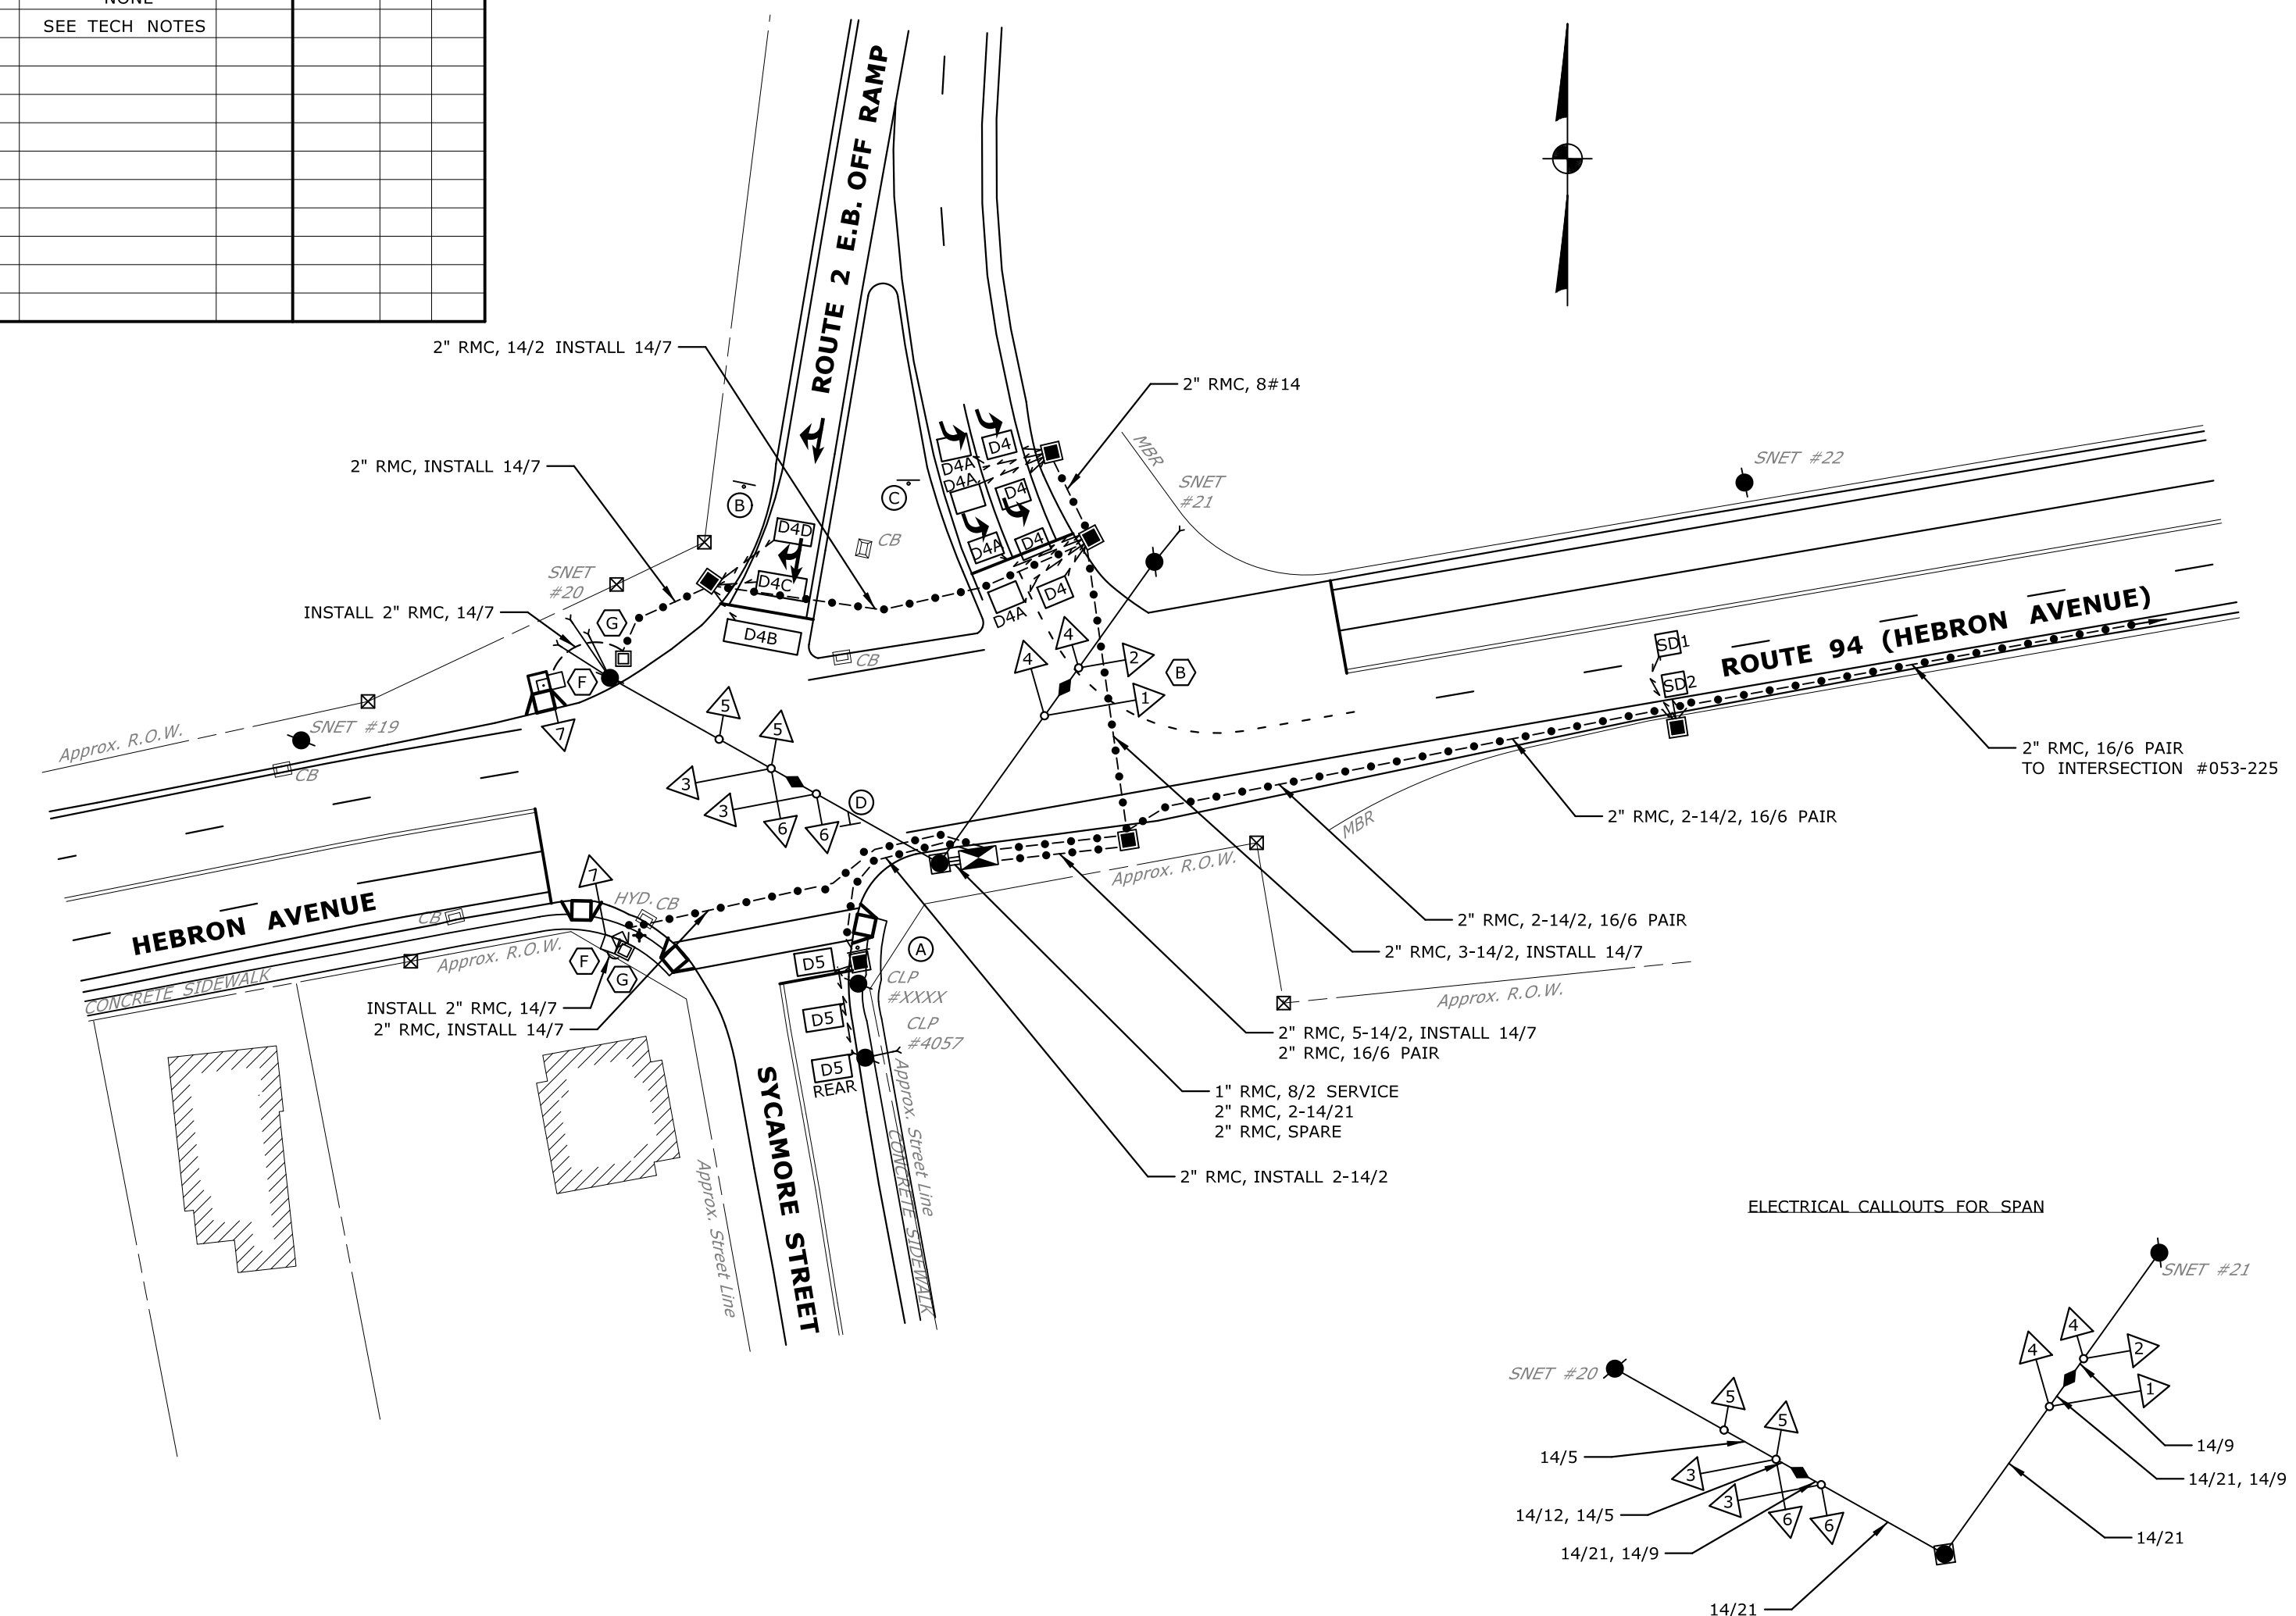 NONE
SEE TECH NOTES
ROUTE 2 E.B. OFF RAMP
2" RMC, 14/2 INSTALL 14/7
2" RMC, 8#14
2" RMC, INSTALL 14/7
INSTALL 2" RMC, 14/7
MBR
SNET
#21
SNET #22
D4A
D4
D4A
D4
D4A
D4
D4A
D4
B
C
CB
D4D
D4C
D4B
CB
SNET
#20
G
F
7
SNET #19
Approx. R.O.W.
CB
4
4
2
1
B
5
5
3
3
6
6
D
SD1
SD2
ROUTE 94 (HEBRON AVENUE)
2" RMC, 16/6 PAIR
TO INTERSECTION #053-225
2" RMC, 2-14/2, 16/6 PAIR
MBR
Approx. R.O.W.
2" RMC, 2-14/2, 16/6 PAIR
2" RMC, 3-14/2, INSTALL 14/7
Approx. R.O.W.
HEBRON AVENUE
CB
7
HYD.
CB
F
G
Approx. R.O.W.
CONCRETE SIDEWALK
INSTALL 2" RMC, 14/7
2" RMC, INSTALL 14/7
A
D5
D5
D5
REAR
CLP
#XXXX
CLP
#4057
2" RMC, 5-14/2, INSTALL 14/7
2" RMC, 16/6 PAIR
1" RMC, 8/2 SERVICE
2" RMC, 2-14/21
2" RMC, SPARE
2" RMC, INSTALL 2-14/2
SYCAMORE STREET
Approx. Street Line
Approx. Street Line
CONCRETE SIDEWALK
ELECTRICAL CALLOUTS FOR SPAN
SNET #21
SNET #20
4
4
2
1
5
5
3
3
6
6
14/9
14/21, 14/9
14/5
14/12, 14/5
14/21, 14/9
14/21
14/21